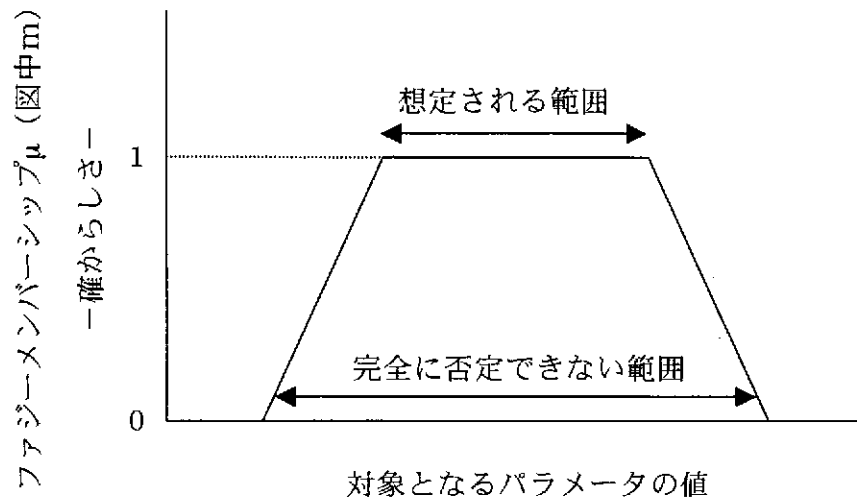 ファジーメンバーシップμ（図中m）
－確からしさ－
想定される範囲
1
完全に否定できない範囲
0
対象となるパラメータの値